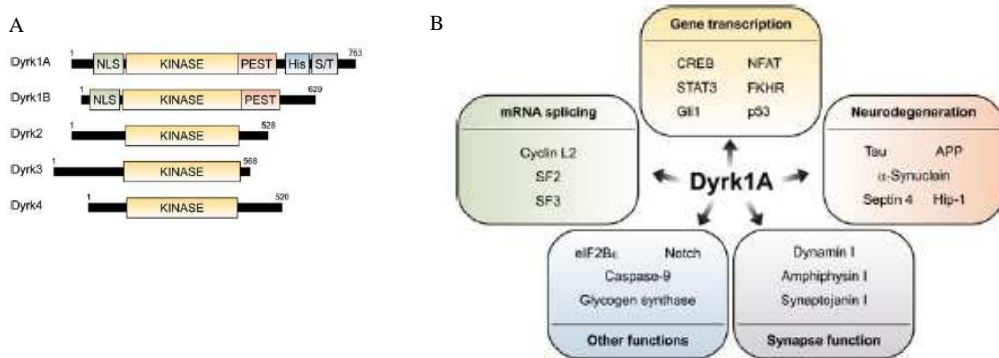 A
Dyrk1A 1 NLS KINASE PEST His S/T 763
Dyrk1B 1 NLS KINASE PEST 629
Dyrk2 1 KINASE 528
Dyrk3 1 KINASE 568
Dyrk4 1 KINASE 520
B
Gene transcription
CREB NFAT
STAT3 FKHR
Gli1 p53
mRNA splicing
Cyclin L2
SF2
SF3
Neurodegeneration
Tau APP
α-Synuclein
Septin 4 Hip-1
Dyrk1A
eIF2Bε Notch
Caspase-9
Glycogen synthase
Other functions
Dynamin I
Amphiphysin I
Synaptojanin I
Synapse function